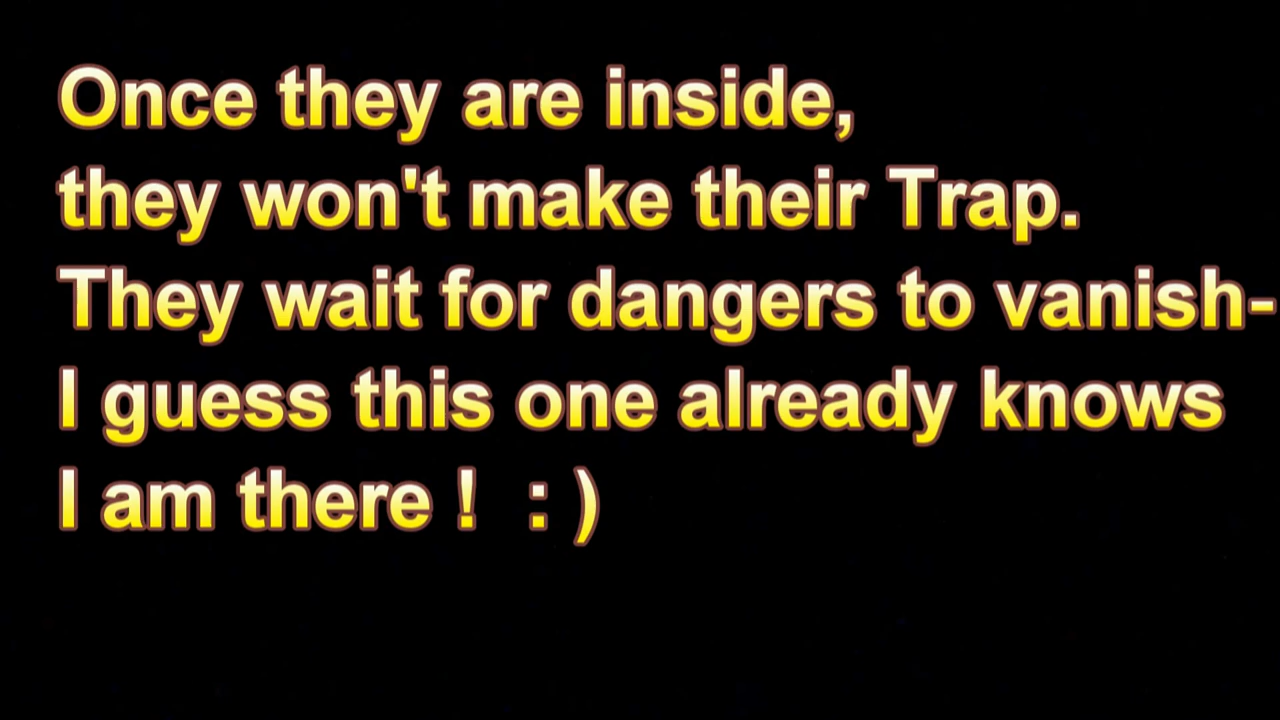 Once they are inside,
they won't make their Trap.
They wait for dangers to vanish-
I guess this one already knows
I am there !  : )